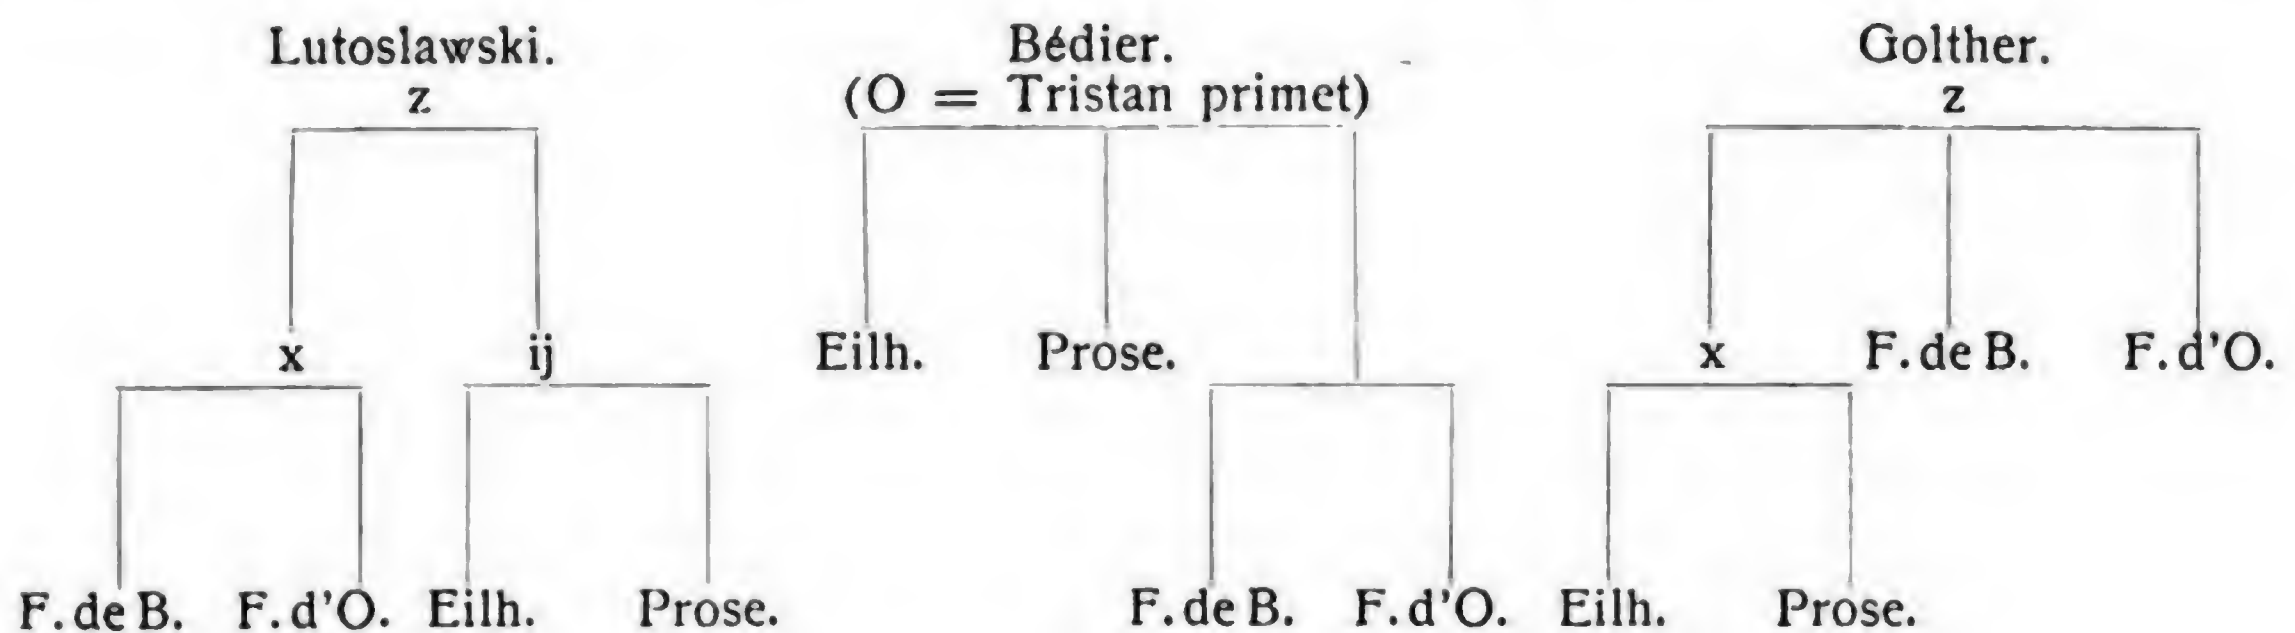 Lutoslawski. Bédier. Golther.
z (O = Tristan primet) z
x ij Eilh. Prose. x F. de B. F. d'O.
F. de B. F. d'O. Eilh. Prose. F. de B. F. d'O. Eilh. Prose.